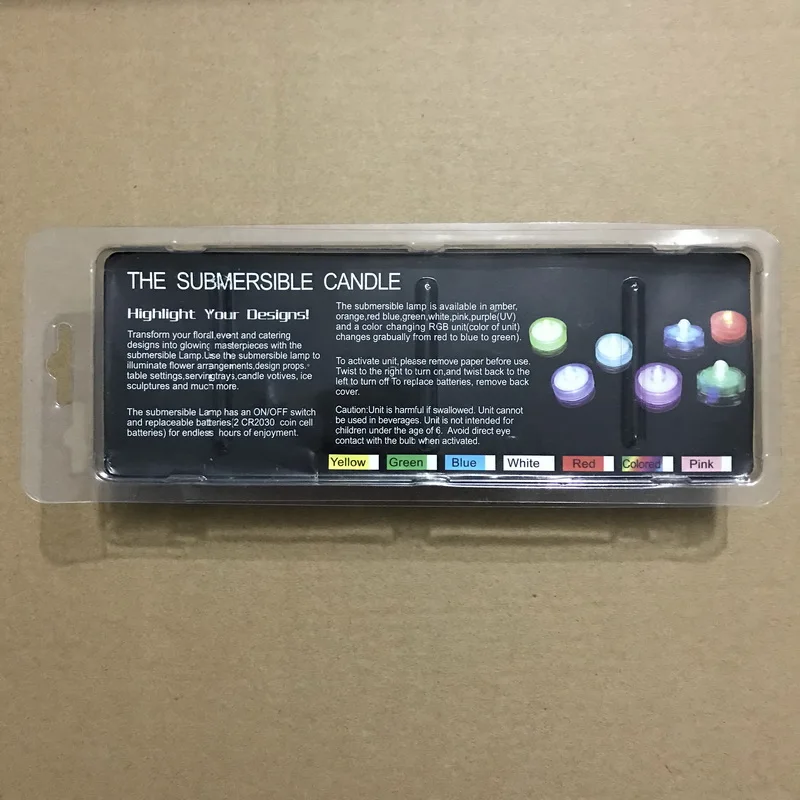 THE SUBMERSIBLE CANDLE
Highlight Your Designs!
Transform your florall,event and catering
designs into glowing masterpieces with the
submersible Lamp.Use the submersible lamp to
illuminate flower arrangements,design props.
table settings,servingtrays,candle votives, ice
sculptures and much more.
The submersible Lamp has an ON/OFF switch
and replaceable batteries(2 CR2030 coin cell
batteries) for endless hours of enjoyment.
The submersible lamp is available in amber,
orange,red blue,green,white,pink,purple(UV)
and a color changing RGB unit(color of unit)
changes grabually from red to blue to green).
To activate unit,please remove paper before use.
Twist to the right to turn on,and twist back to the
left to turn off To replace batteries, remove back
cover.
Caution:Unit is harmful if swallowed. Unit cannot
be used in beverages. Unit is not intended for
children under the age of 6. Avoid direct eye
contact with the bulb when activated.
Yellow Green Blue White Red Colored Pink